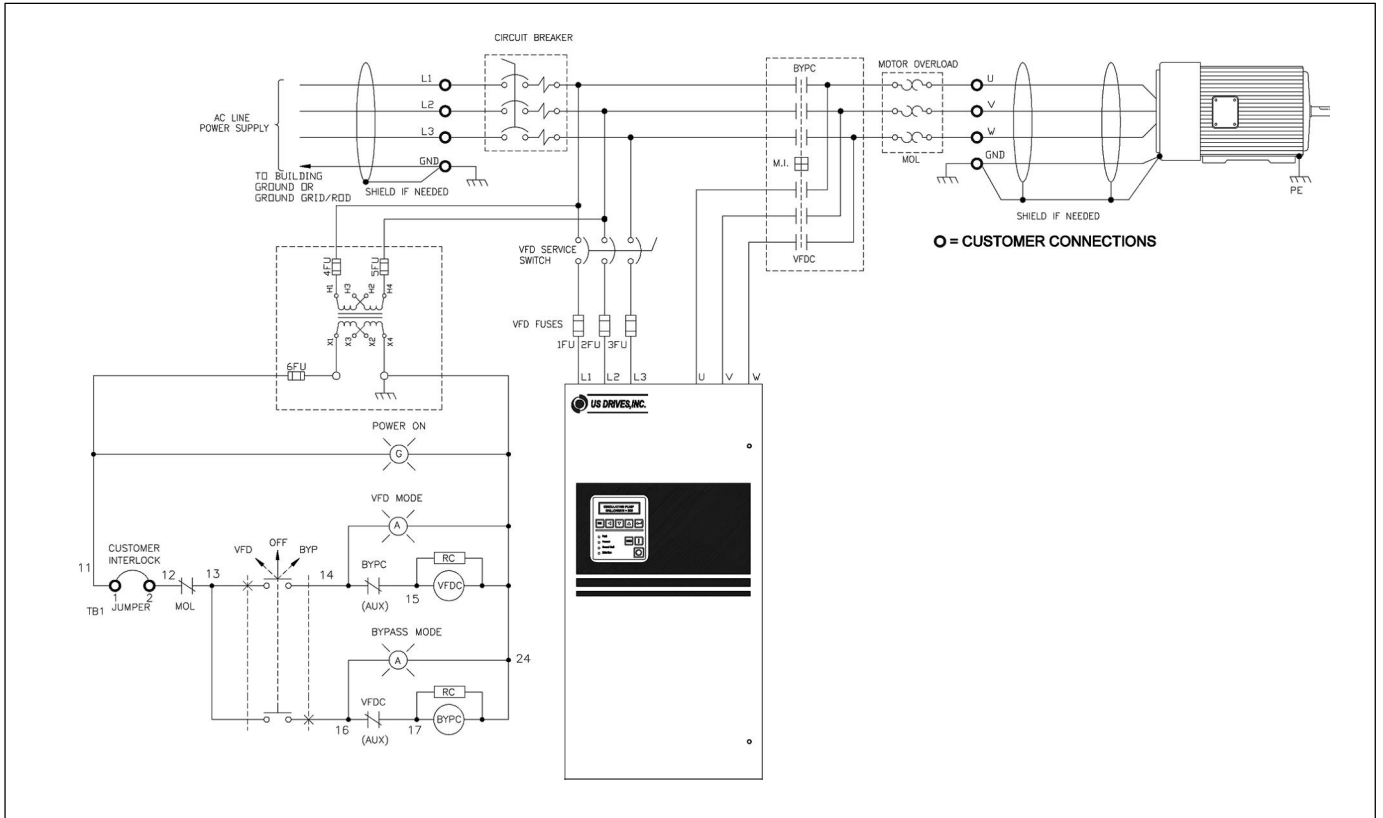 CIRCUIT BREAKER
AC LINE
POWER SUPPLY
L1
L2
L3
GND
TO BUILDING
GROUND OR
GROUND GRID/ROD
SHIELD IF NEEDED
BYPC
M.I.
VFDC
MOTOR OVERLOAD
MOL
U
V
W
GND
SHIELD IF NEEDED
PE
O = CUSTOMER CONNECTIONS
VFD SERVICE
SWITCH
VFD FUSES
1FU 2FU 3FU
L1 L2 L3
U V W
4FU
5FU
H1 H3 H2 H4
X1 X3 X2 X4
6FU
US DRIVES,INC.
POWER ON
G
VFD MODE
A
CUSTOMER
INTERLOCK
11
1
2
TB1
JUMPER
12
MOL
13
VFD
OFF
BYP
14
BYPC
(AUX)
15
RC
VFDC
BYPASS MODE
A
24
16
VFDC
(AUX)
17
RC
BYPC